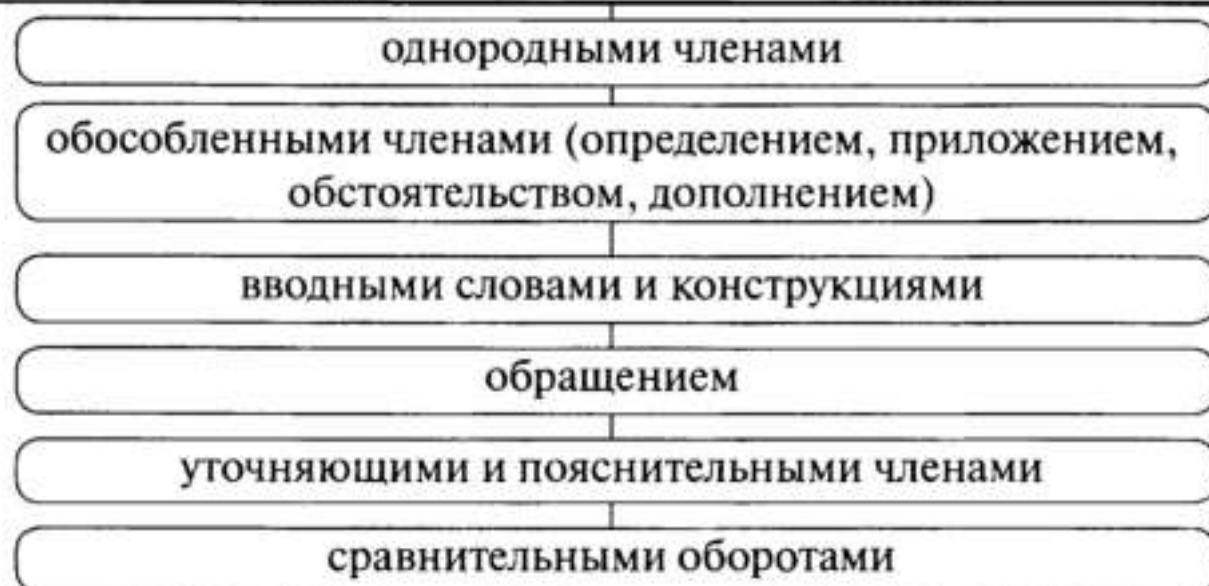 однородными членами
обособленными членами (определением, приложением,
обстоятельством, дополнением)
вводными словами и конструкциями
обращением
уточняющими и пояснительными членами
сравнительными оборотами